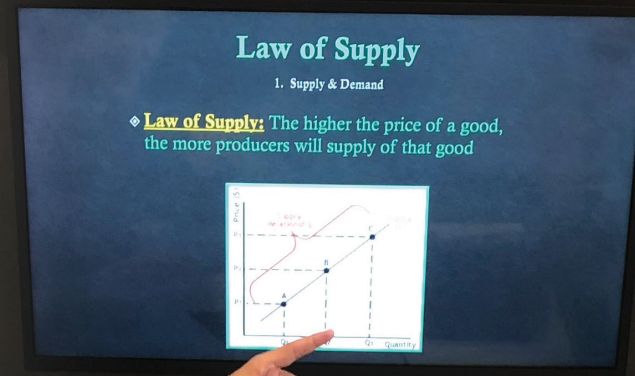 Law of Supply
1. Supply & Demand
Law of Supply: The higher the price of a good,
the more producers will supply of that good
Price ($)
C
B
A
Quantity